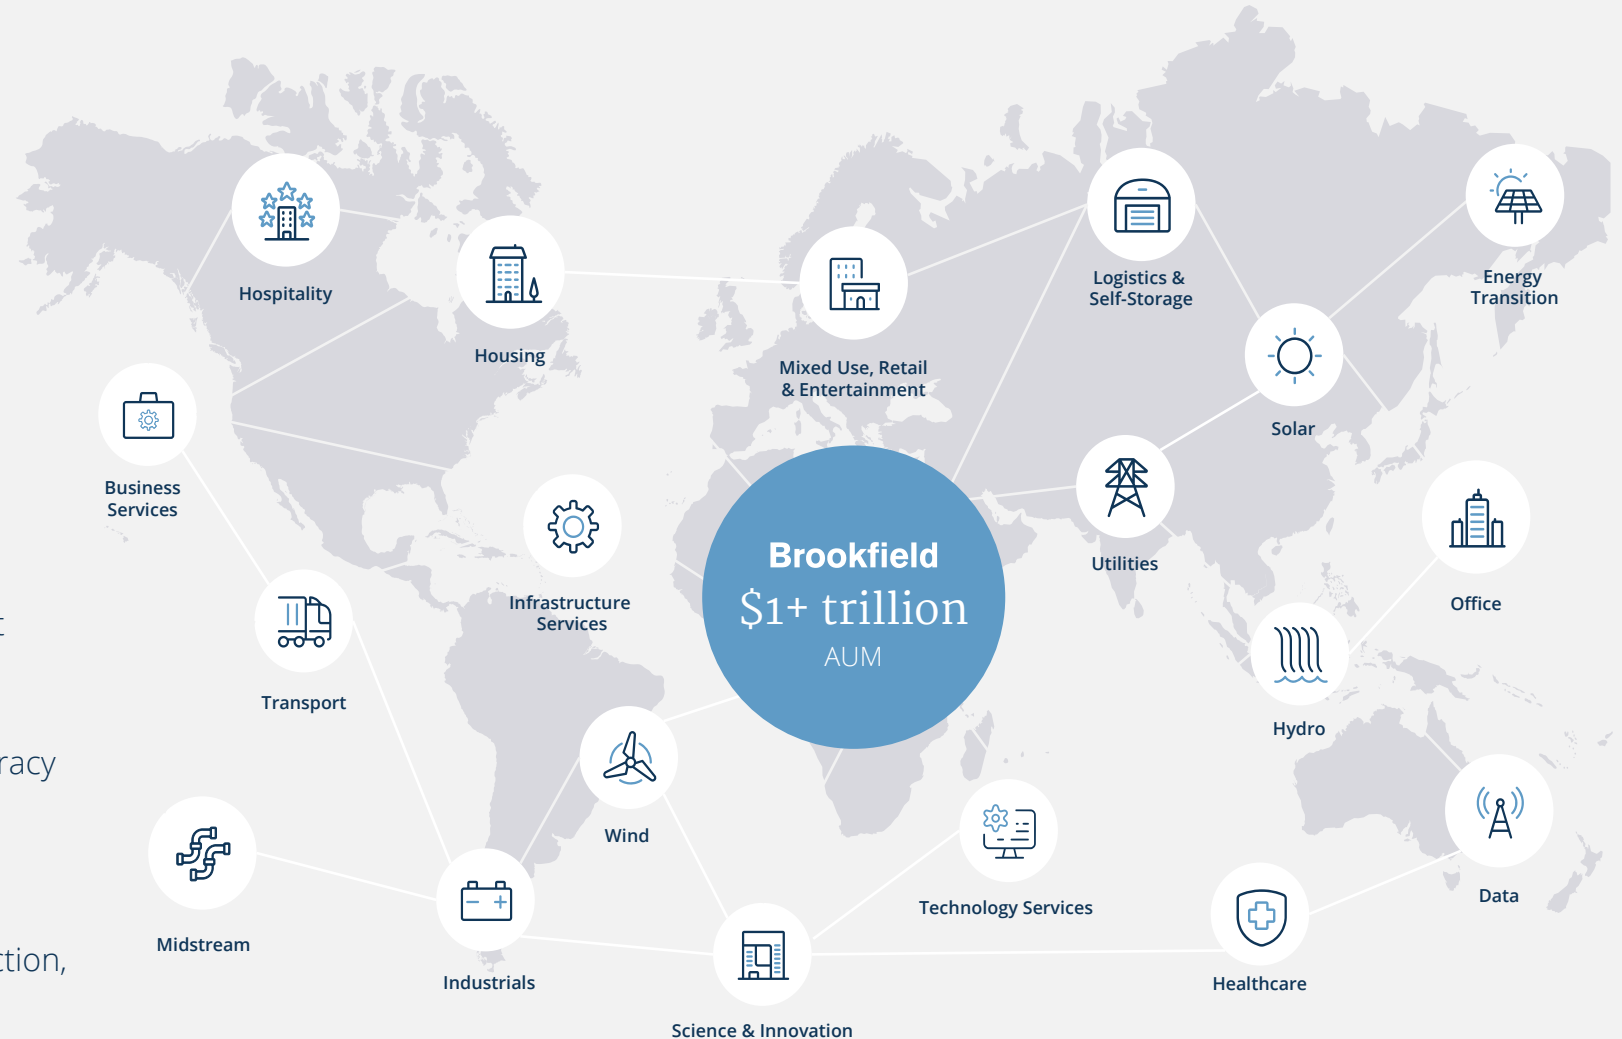 Hospitality
Housing
Mixed Use, Retail
& Entertainment
Logistics &
Self-Storage
Energy
Transition
Solar
Business
Services
Infrastructure
Services
Brookfield
$1+ trillion
AUM
Utilities
Office
Transport
Hydro
racy
Wind
Midstream
Industrials
Technology Services
Data
ction,
Healthcare
Science & Innovation